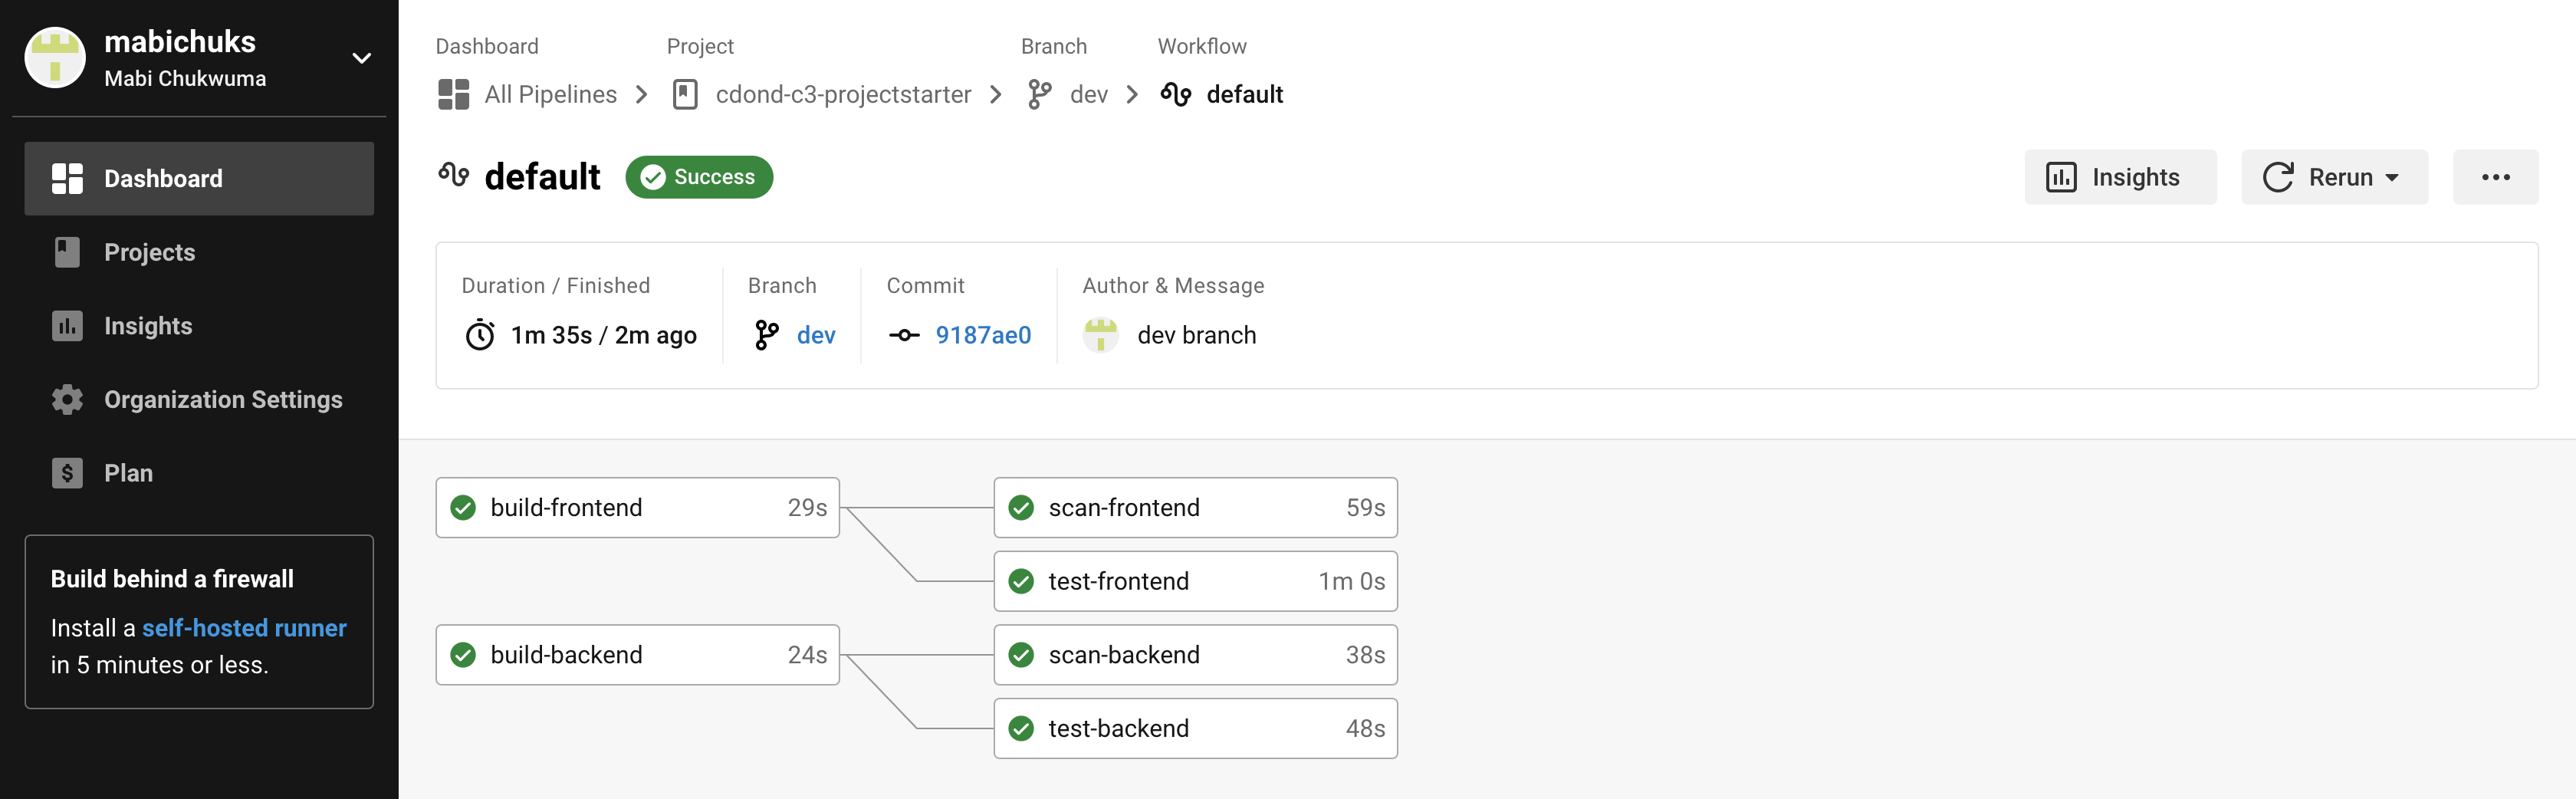 mabichuks
Mabi Chukwuma
Dashboard
Projects
Insights
Organization Settings
Plan
Build behind a firewall
Install a self-hosted runner
in 5 minutes or less.
Dashboard Project Branch Workflow
All Pipelines cdond-c3-projectstarter dev default
default Success Insights Rerun
Duration / Finished Branch Commit Author & Message
1m 35s / 2m ago dev 9187ae0 dev branch
build-frontend 29s scan-frontend 59s
test-frontend 1m 0s
build-backend 24s scan-backend 38s
test-backend 48s